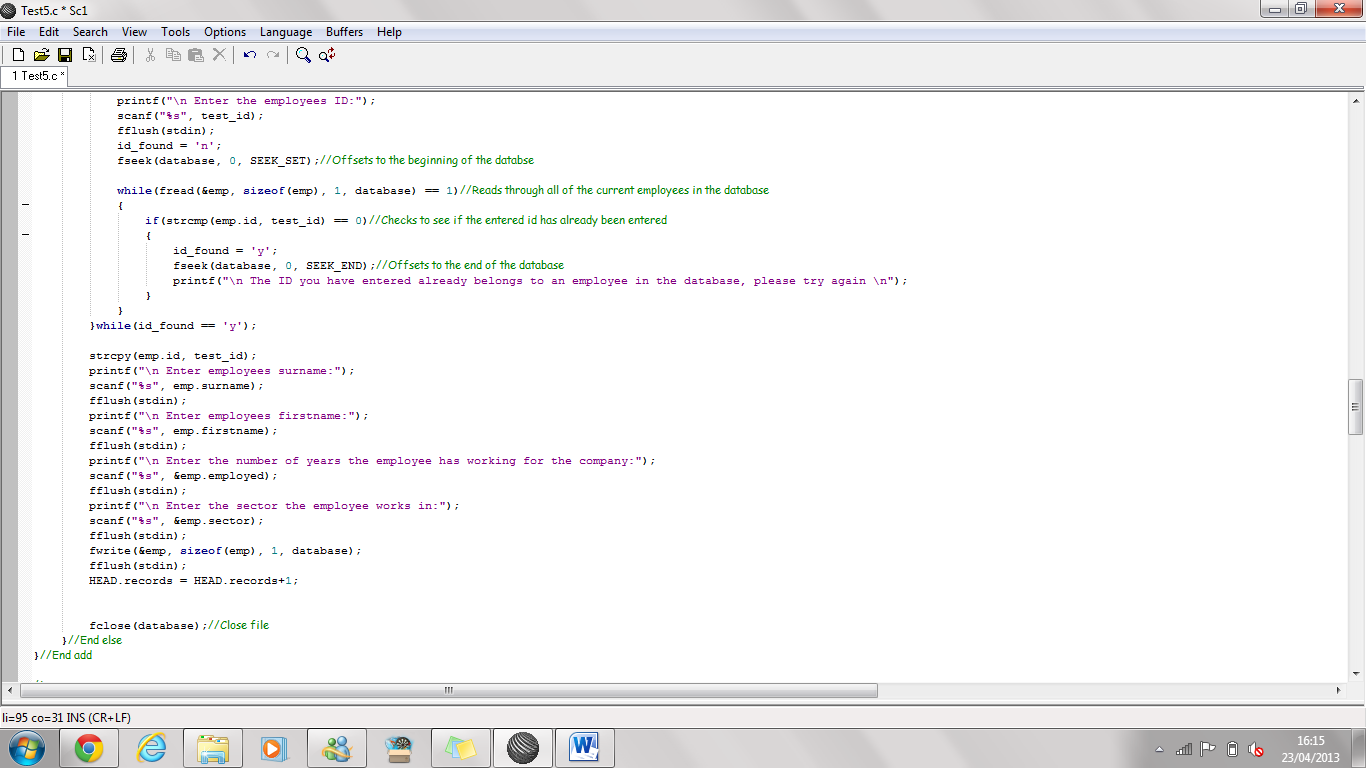 Test5.c * Sc1
File Edit Search View Tools Options Language Buffers Help
1 Test5.c *
printf("\n Enter the employees ID:");
scanf("%s", test_id);
fflush(stdin);
id_found = 'n';
fseek(database, 0, SEEK_SET);//Offsets to the beginning of the databse
while(fread(&emp, sizeof(emp), 1, database) == 1)//Reads through all of the current employees in the database
{
if(strcmp(emp.id, test_id) == 0)//Checks to see if the entered id has already been entered
{
id_found = 'y';
fseek(database, 0, SEEK_END);//Offsets to the end of the database
printf("\n The ID you have entered already belongs to an employee in the database, please try again \n");
}
}
}while(id_found == 'y');
strcpy(emp.id, test_id);
printf("\n Enter employees surname:");
scanf("%s", emp.surname);
fflush(stdin);
printf("\n Enter employees firstname:");
scanf("%s", emp.firstname);
fflush(stdin);
printf("\n Enter the number of years the employee has working for the company:");
scanf("%s", &emp.employed);
fflush(stdin);
printf("\n Enter the sector the employee works in:");
scanf("%s", &emp.sector);
fflush(stdin);
fwrite(&emp, sizeof(emp), 1, database);
fflush(stdin);
HEAD.records = HEAD.records+1;
fclose(database);//Close file
}//End else
}//End add
li=95 co=31 INS (CR+LF)
16:15
23/04/2013